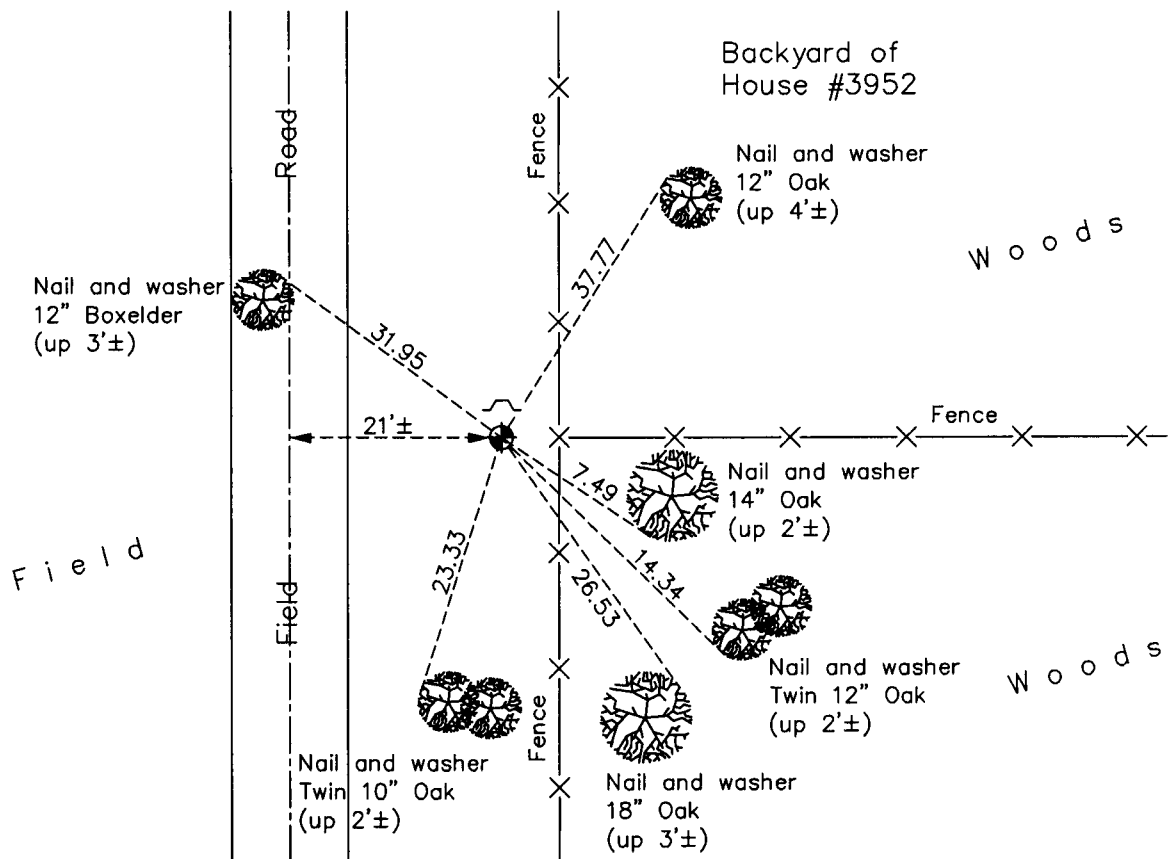 Backyard of
House #3952
Road
Fence
Nail and washer
12" Oak
(up 4'±)
Woods
37.77
Nail and washer
12" Boxelder
(up 3'±)
31.95
21'±
Fence
7.49
Nail and washer
14" Oak
(up 2'±)
Field
Field
23.33
26.53
14.34
Nail and washer
Twin 12" Oak
(up 2'±)
Woods
Fence
Nail and washer
Twin 10" Oak
(up 2'±)
Nail and washer
18" Oak
(up 3'±)